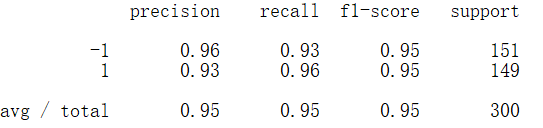 precision recall f1-score support
-1 0.96 0.93 0.95 151
1 0.93 0.96 0.95 149
avg / total 0.95 0.95 0.95 300